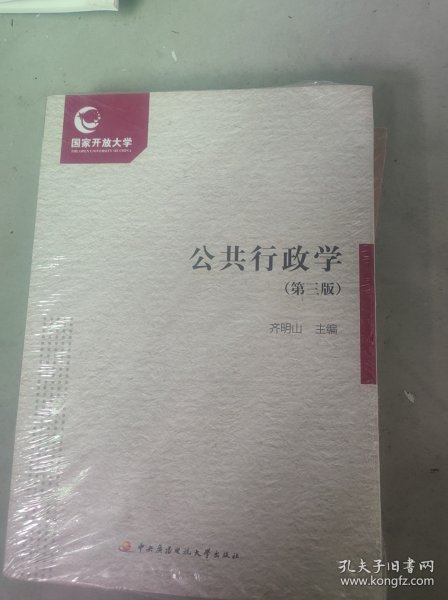 国家开放大学
THE OPEN UNIVERSITY OF CHINA
公共行政学
（第三版）
齐明山 主编
中央广播电视大学出版社
孔夫子旧书网
www.kongfz.com